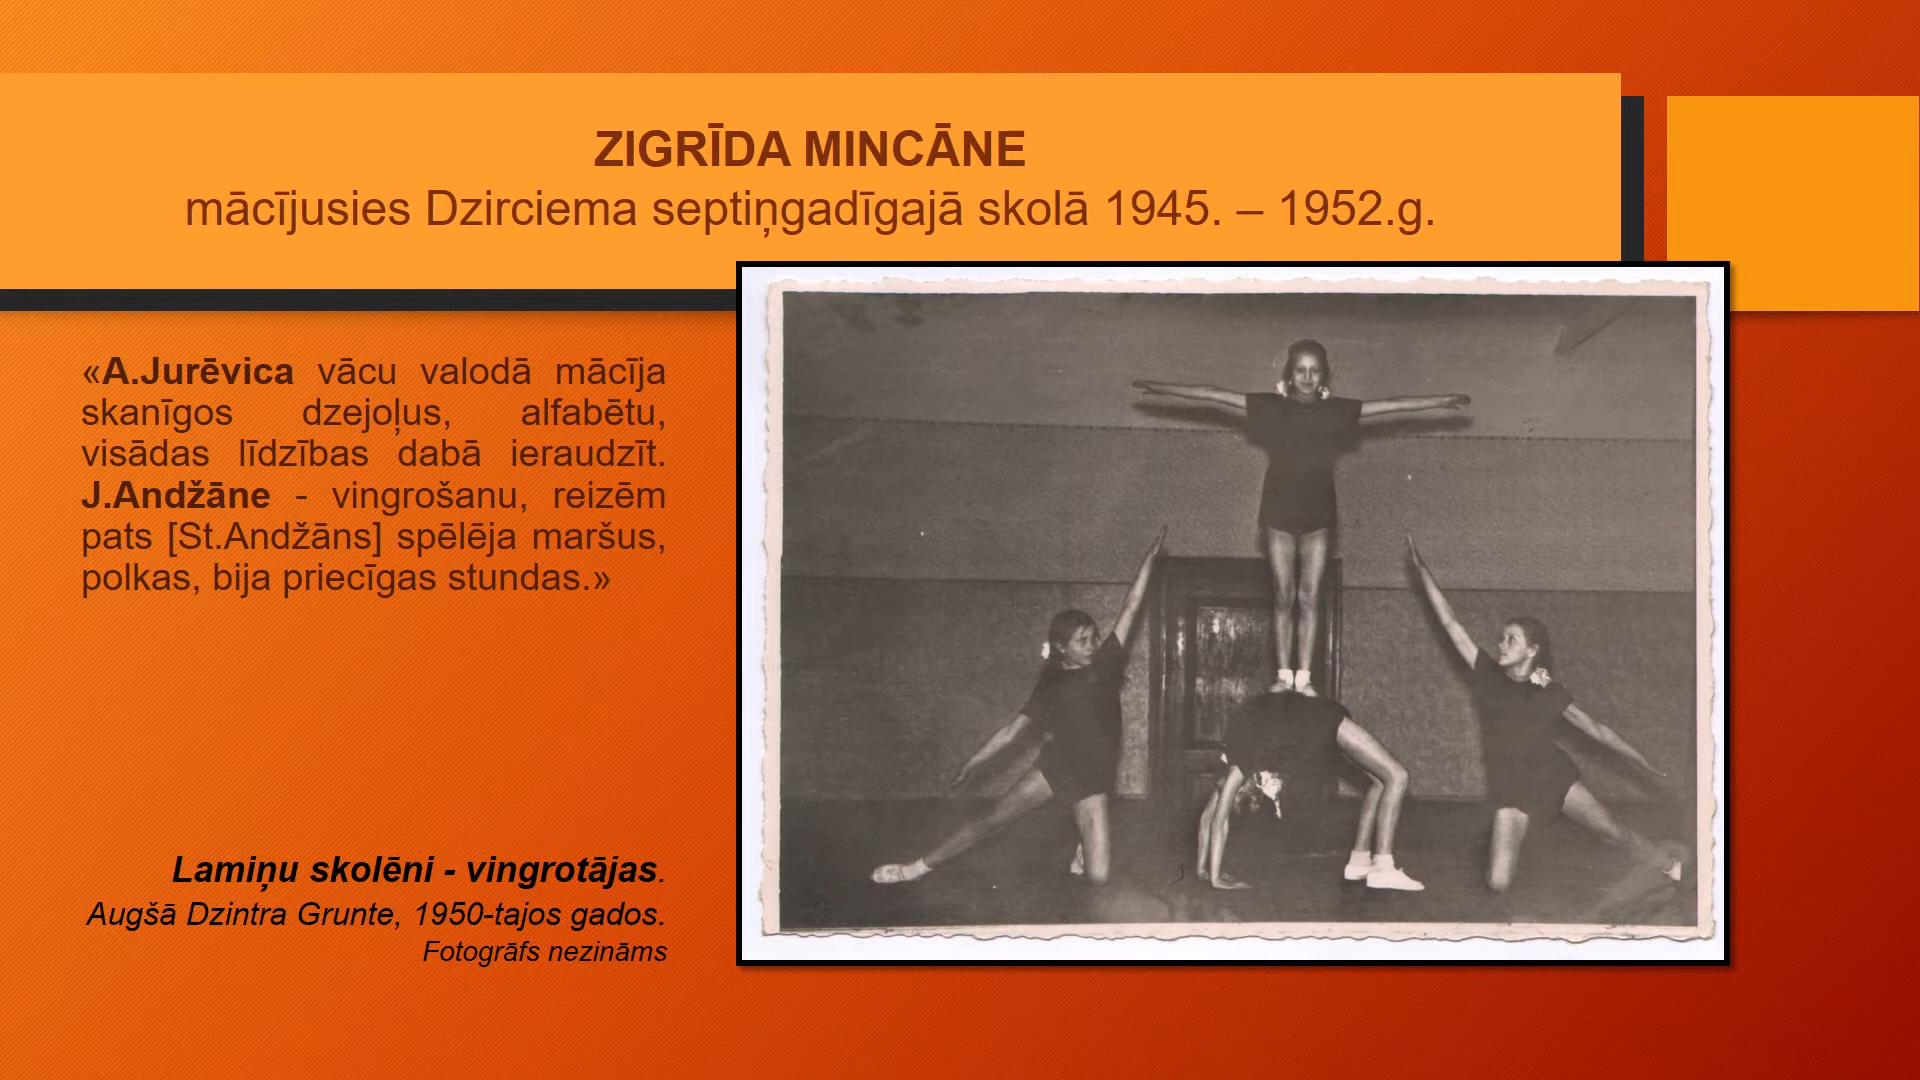 ZIGRĪDA MINCĀNE
mācījusies Dzirciema septiņgadīgajā skolā 1945. – 1952.g.
«A.Jurēvica vācu valodā mācīja
skanīgos dzejoļus, alfabētu,
visādas līdzības dabā ieraudzīt.
J.Andžāne - vingrošanu, reizēm
pats [St.Andžāns] spēlēja maršus,
polkas, bija priecīgas stundas.»
Lamiņu skolēni - vingrotājas.
Augšā Dzintra Grunte, 1950-tajos gados.
Fotogrāfs nezināms